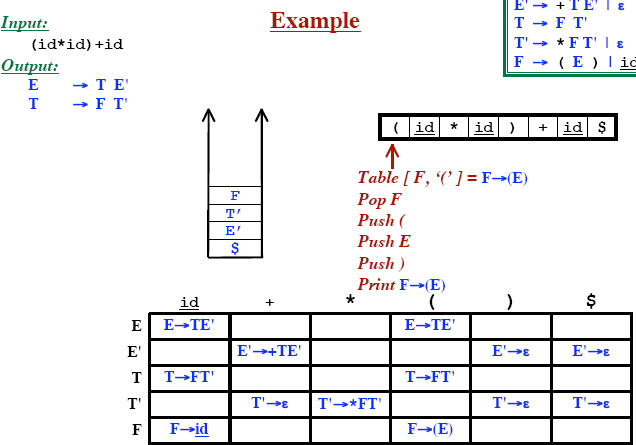 Example
Input:
(id*id)+id
Output:
E → T E'
T → F T'
E' → + T E' | ε
T → F T'
T' → * F T' | ε
F → ( E ) | id
( id * id ) + id $
F
T'
E'
$
Table [ F, ‘(’ ] = F→(E)
Pop F
Push (
Push E
Push )
Print F→(E)
id + * ( ) $
E E→TE' E→TE'
E' E'→+TE' E'→ε E'→ε
T T→FT' T→FT'
T' T'→ε T'→*FT' T'→ε T'→ε
F F→id F→(E)